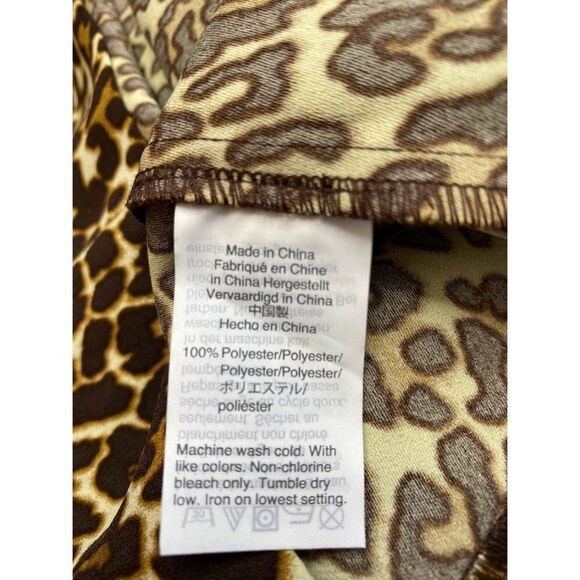 Made in China
Fabriqué en Chine
in China Hergestellt
Vervaardigd in China
中国製
Hecho en China
100% Polyester/Polyester/
Polyester/Polyester/
ポリエステル/
poliéster
Machine wash cold. With
like colors. Non-chlorine
bleach only. Tumble dry
low. Iron on lowest setting.